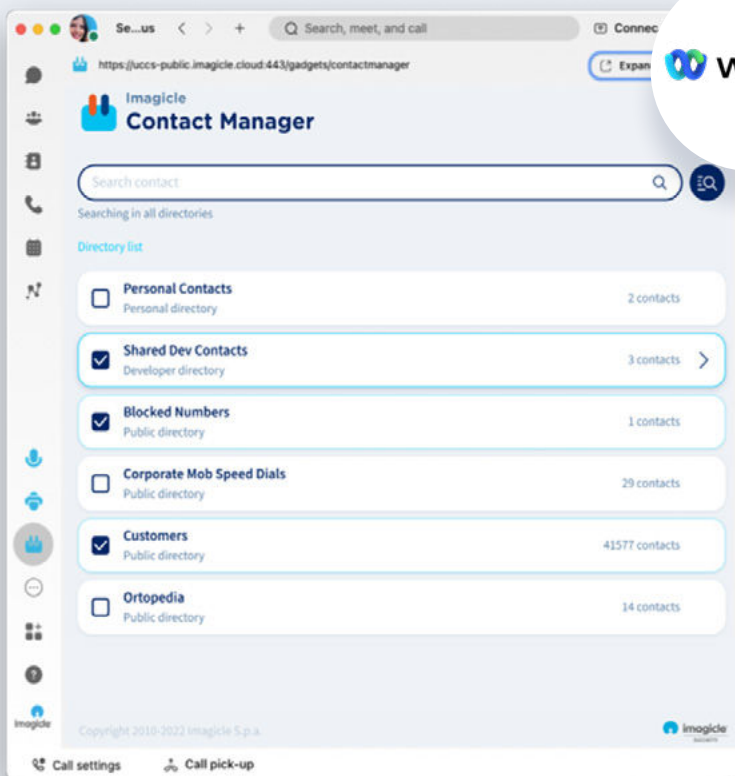 Se...us
Search, meet, and call
Connec
https://uccs-public.imagicle.cloud:443/gadgets/contactmanager
Expan
W
Imagicle
Contact Manager
Search contact
Searching in all directories
Directory list
Personal Contacts
Personal directory
2 contacts
Shared Dev Contacts
Developer directory
3 contacts
Blocked Numbers
Public directory
1 contacts
Corporate Mob Speed Dials
Public directory
29 contacts
Customers
Public directory
41577 contacts
Ortopedia
Public directory
14 contacts
imagicle
Copyright 2010-2022 Imagicle S.p.a.
imagicle
Call settings
Call pick-up